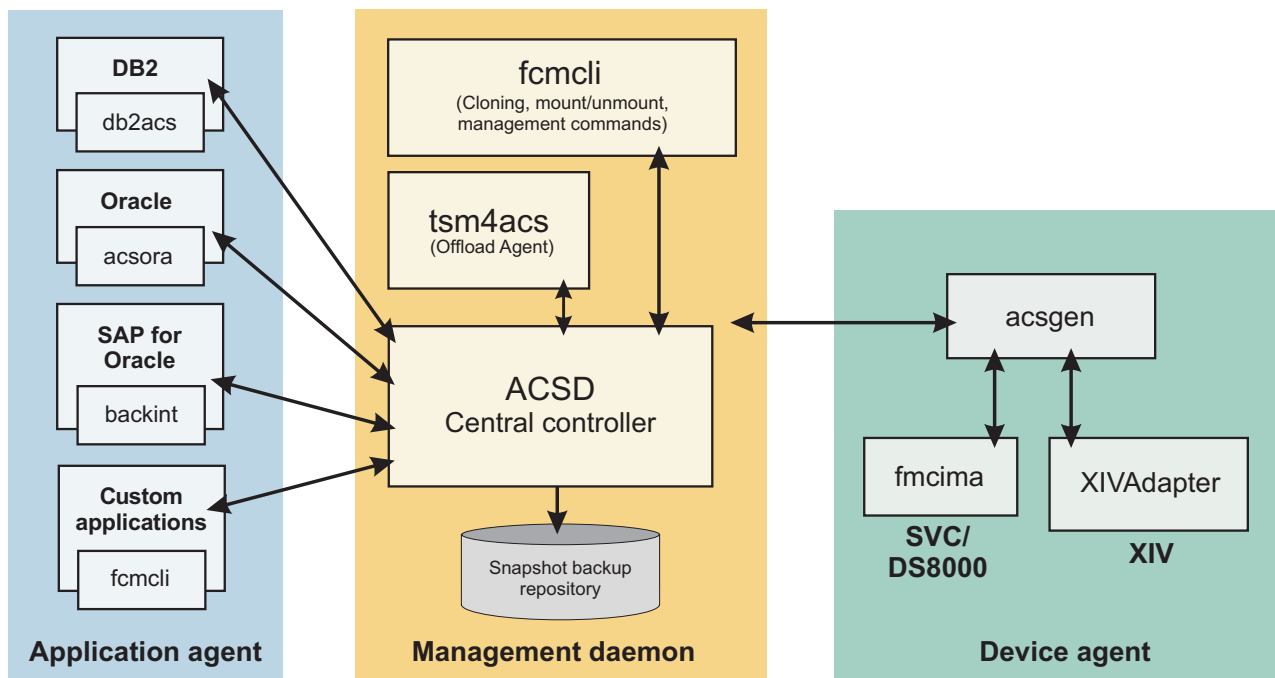 DB2
db2acs
Oracle
acsora
SAP for
Oracle
backint
Custom
applications
fcmcli
Application agent
fcmcli
(Cloning, mount/unmount,
management commands)
tsm4acs
(Offload Agent)
ACSD
Central controller
Snapshot backup
repository
Management daemon
acsgen
fmcima
SVC/
DS8000
XIVAdapter
XIV
Device agent